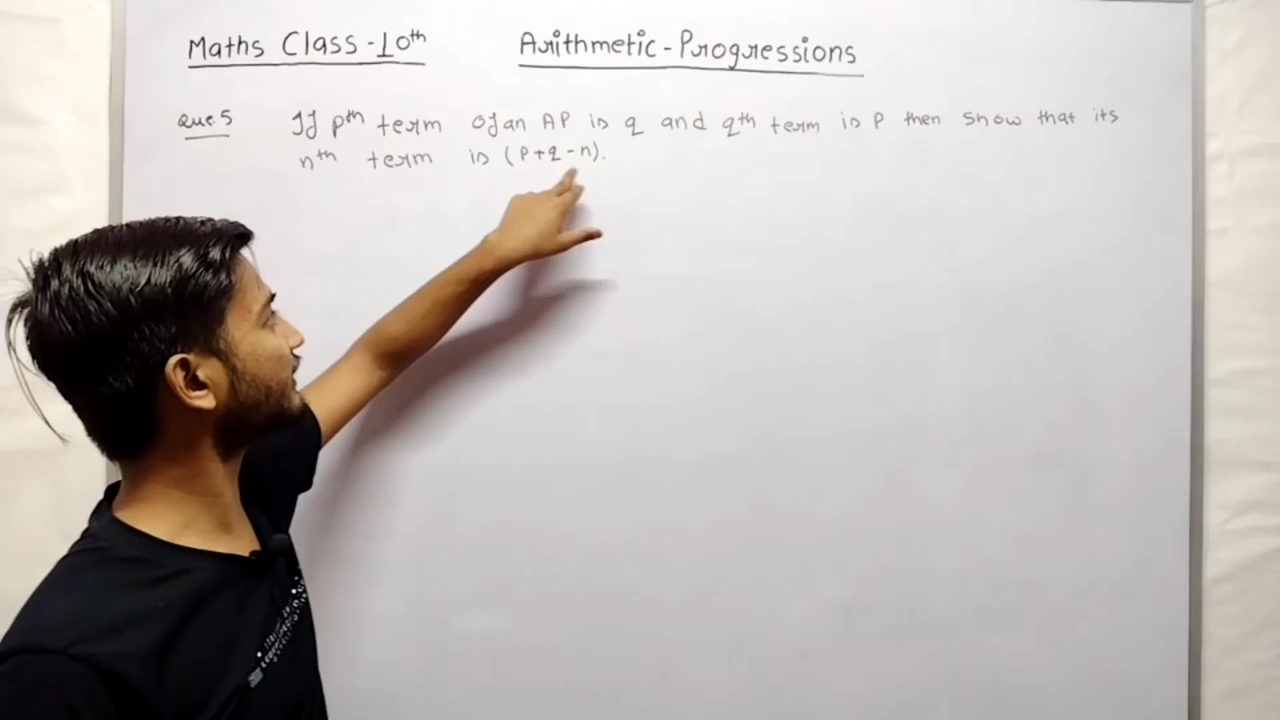 Maths Class-10th
Arithmetic-Progressions
Que.5 If pth term of an AP is q and qth term is P then show that its
nth term is (P+q-n).